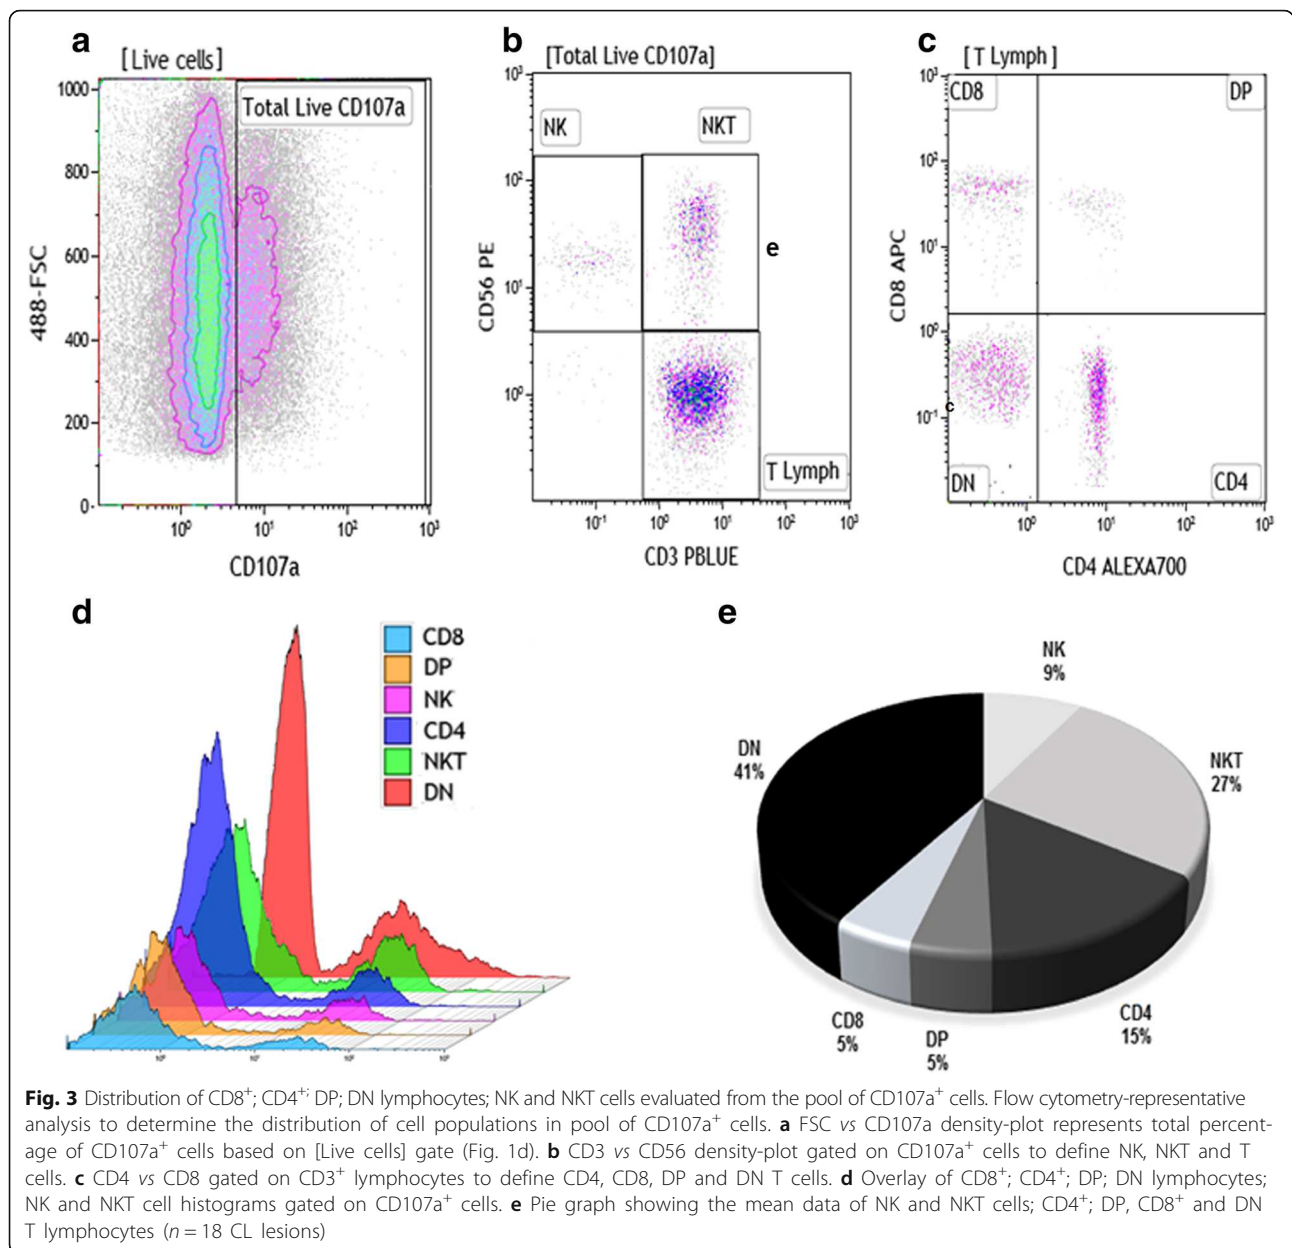 a
[Live cells]
Total Live CD107a
1000
800
600
400
200
0
488-FSC
10⁰
10¹
10²
10³
CD107a
b
[Total Live CD107a]
NK
NKT
T Lymph
10³
10²
10¹
10⁰
CD56 PE
10⁻¹
10⁰
10¹
10²
10³
CD3 PBLUE
e
c
[T Lymph]
CD8
DP
DN
CD4
10³
10²
10¹
10⁰
10⁻¹
c
CD8 APC
10⁰
10¹
10²
10³
CD4 ALEXA700
d
CD8
DP
NK
CD4
NKT
DN
10⁰
10¹
10²
10³
e
NK
9%
NKT
27%
CD4
15%
DP
5%
CD8
5%
DN
41%
Fig. 3 Distribution of CD8⁺; CD4⁺; DP; DN lymphocytes; NK and NKT cells evaluated from the pool of CD107a⁺ cells. Flow cytometry-representative
analysis to determine the distribution of cell populations in pool of CD107a⁺ cells. a FSC vs CD107a density-plot represents total percent-
age of CD107a⁺ cells based on [Live cells] gate (Fig. 1d). b CD3 vs CD56 density-plot gated on CD107a⁺ cells to define NK, NKT and T
cells. c CD4 vs CD8 gated on CD3⁺ lymphocytes to define CD4, CD8, DP and DN T cells. d Overlay of CD8⁺; CD4⁺; DP; DN lymphocytes;
NK and NKT cell histograms gated on CD107a⁺ cells. e Pie graph showing the mean data of NK and NKT cells; CD4⁺; DP, CD8⁺ and DN
T lymphocytes (n = 18 CL lesions)